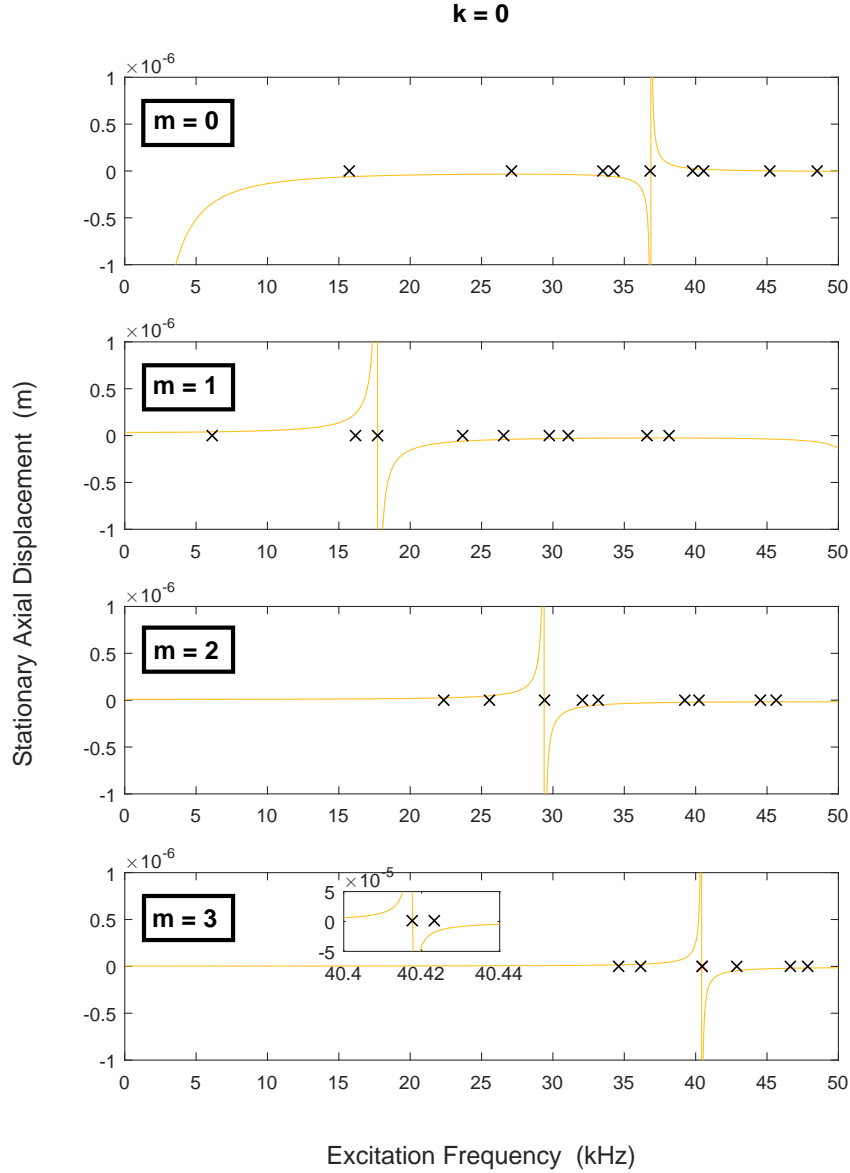 k = 0
×10^-6
m = 0
1
0.5
0
-0.5
-1
0 5 10 15 20 25 30 35 40 45 50
×10^-6
m = 1
1
0.5
0
-0.5
-1
0 5 10 15 20 25 30 35 40 45 50
Stationary Axial Displacement (m)
×10^-6
m = 2
1
0.5
0
-0.5
-1
0 5 10 15 20 25 30 35 40 45 50
×10^-6
m = 3
1
0.5
0
-0.5
-1
×10^-5
5
0
-5
40.4 40.42 40.44
0 5 10 15 20 25 30 35 40 45 50
Excitation Frequency (kHz)